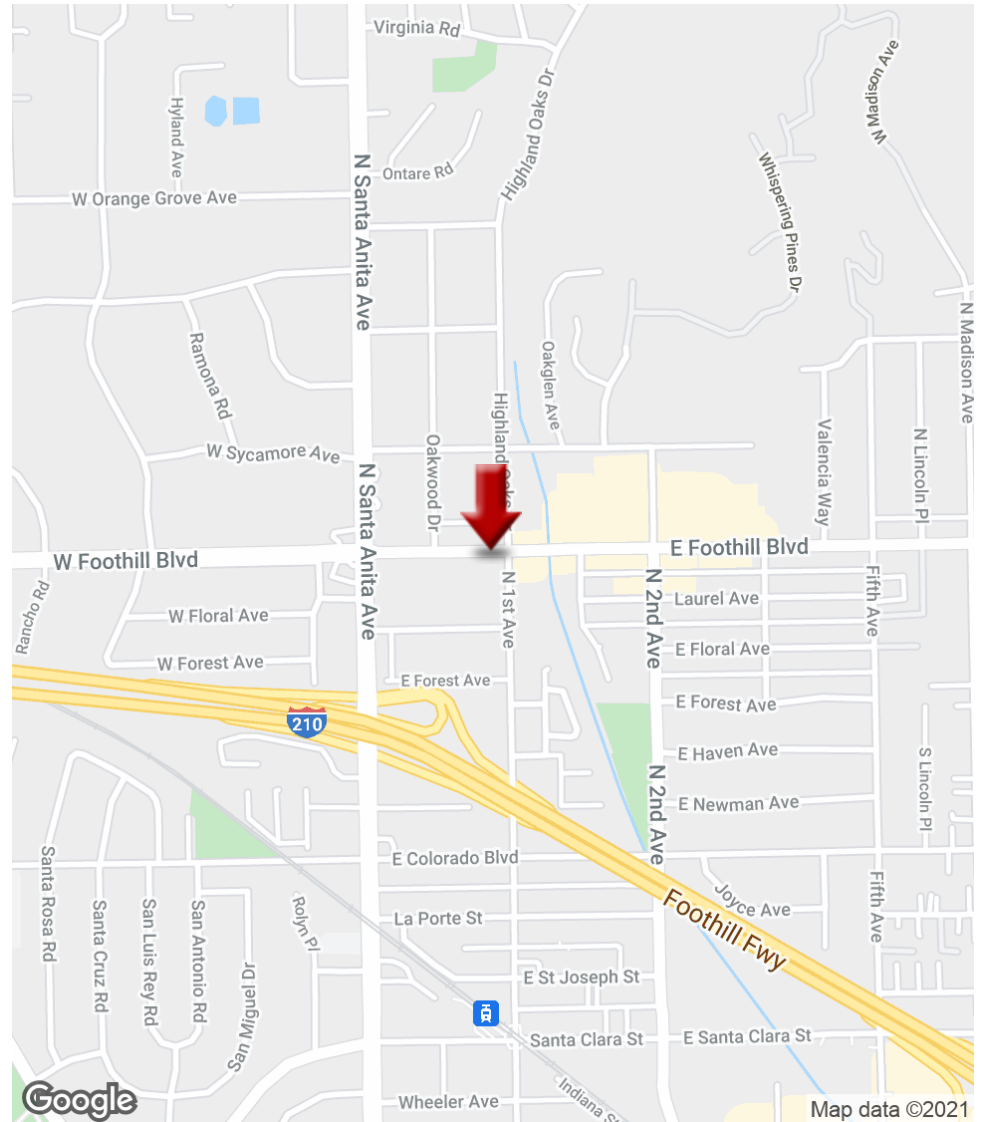 Virginia Rd
Highland Oaks Dr
W Madison Ave
Hyland Ave
Ontare Rd
Whispering Pines Dr
W Orange Grove Ave
N Santa Anita Ave
N Madison Ave
Ramona Rd
Oakglen Ave
Highland Oaks
Valencia Way
N Lincoln Pl
W Sycamore Ave
Oakwood Dr
N Santa Anita Ave
W Foothill Blvd
E Foothill Blvd
Rancho Rd
N 1st Ave
N 2nd Ave
Laurel Ave
Fifth Ave
W Floral Ave
E Floral Ave
W Forest Ave
E Forest Ave
E Forest Ave
210
E Haven Ave
S Lincoln Pl
N 2nd Ave
E Newman Ave
E Colorado Blvd
Santa Rosa Rd
Santa Cruz Rd
San Luis Rey Rd
San Antonio Rd
Rolyn Pl
Joyce Ave
Fifth Ave
La Porte St
Foothill Fwy
San Miguel Dr
E St Joseph St
Santa Clara St
E Santa Clara St
Wheeler Ave
Indiana St
Google
Map data ©2021